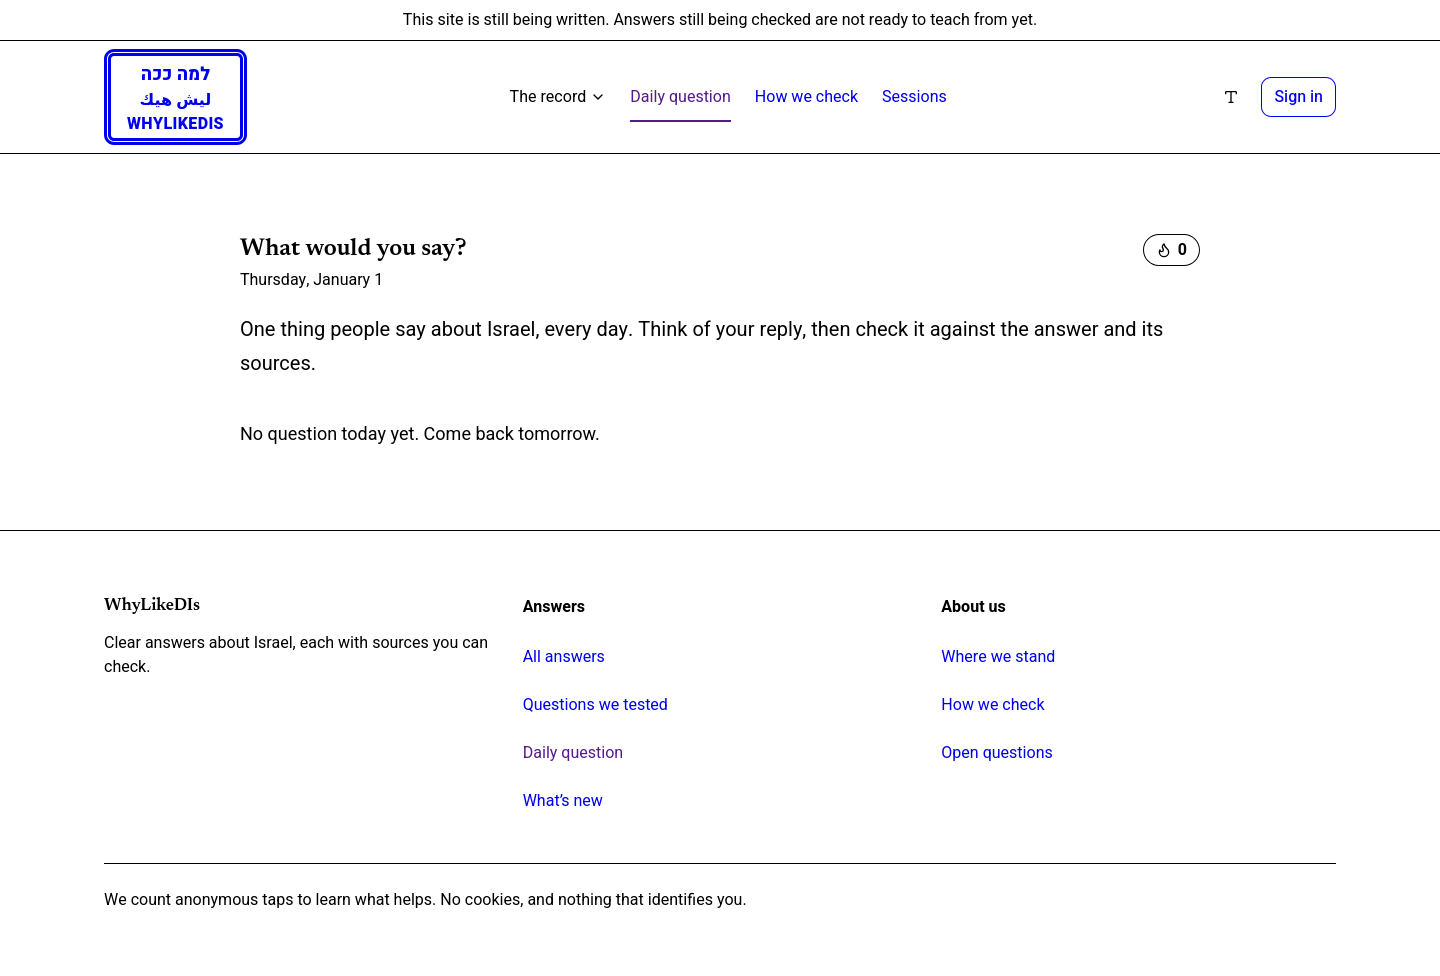 This site is still being written. Answers still being checked are not ready to teach from yet.
למה ככה
ليش هيك
WHYLIKEDIS
The record
Daily question
How we check
Sessions
Sign in
What would you say?
0
Thursday, January 1
One thing people say about Israel, every day. Think of your reply, then check it against the answer and its
sources.
No question today yet. Come back tomorrow.
WhyLikeDIs
Clear answers about Israel, each with sources you can
check.
Answers
All answers
Questions we tested
Daily question
What’s new
About us
Where we stand
How we check
Open questions
We count anonymous taps to learn what helps. No cookies, and nothing that identifies you.